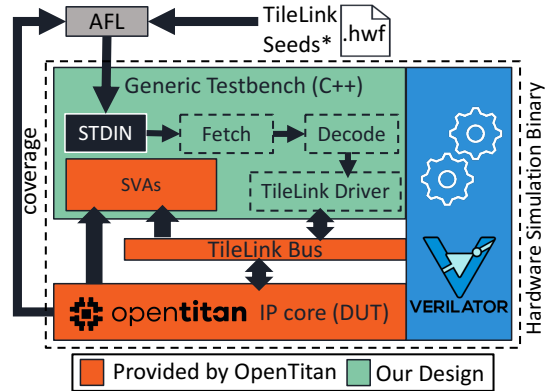 AFL
TileLink
Seeds*
.hwf
Generic Testbench (C++)
STDIN
Fetch
Decode
SVAs
TileLink Driver
TileLink Bus
opentitan IP core (DUT)
VERILATOR
coverage
Hardware Simulation Binary
Provided by OpenTitan
Our Design